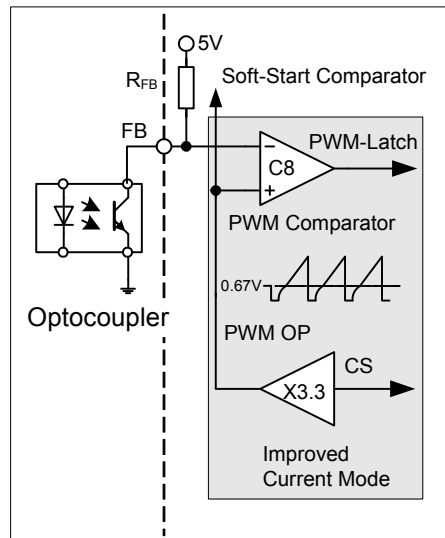 5V
R_FB
Soft-Start Comparator
FB
PWM-Latch
−
C8
+
PWM Comparator
0.67V
Optocoupler
PWM OP
CS
X3.3
Improved
Current Mode